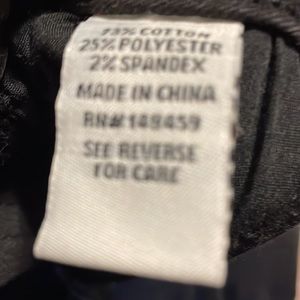 73% COTTON
25% POLYESTER
2% SPANDEX
MADE IN CHINA
RN# 149459
SEE REVERSE
FOR CARE